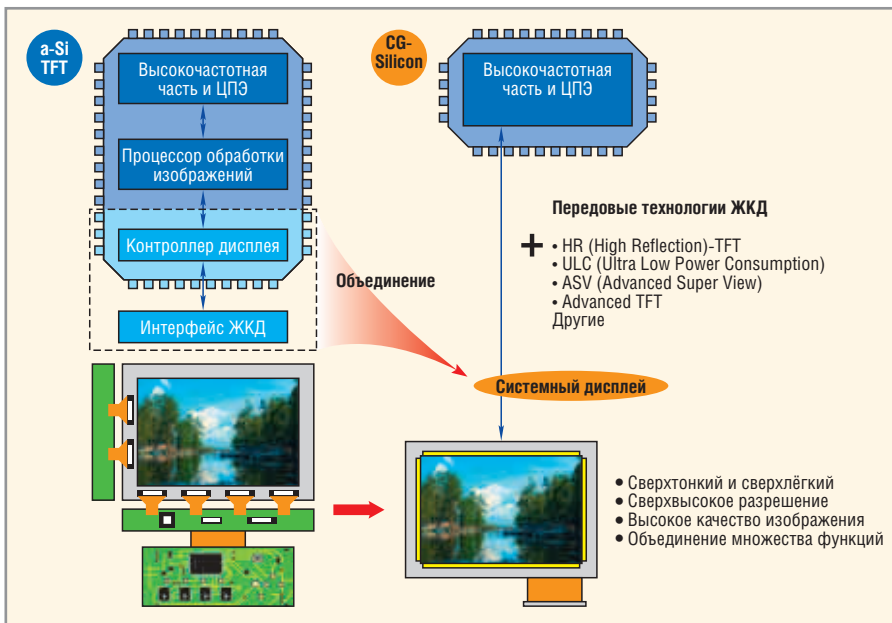 a-Si
TFT
Высокочастотная
часть и ЦПЭ
Процессор обработки
изображений
Контроллер дисплея
Интерфейс ЖКД
Объединение
CG-
Silicon
Высокочастотная
часть и ЦПЭ
Передовые технологии ЖКД
+
• HR (High Reflection)-TFT
• ULC (Ultra Low Power Consumption)
• ASV (Advanced Super View)
• Advanced TFT
Другие
Системный дисплей
• Сверхтонкий и сверхлёгкий
• Сверхвысокое разрешение
• Высокое качество изображения
• Объединение множества функций